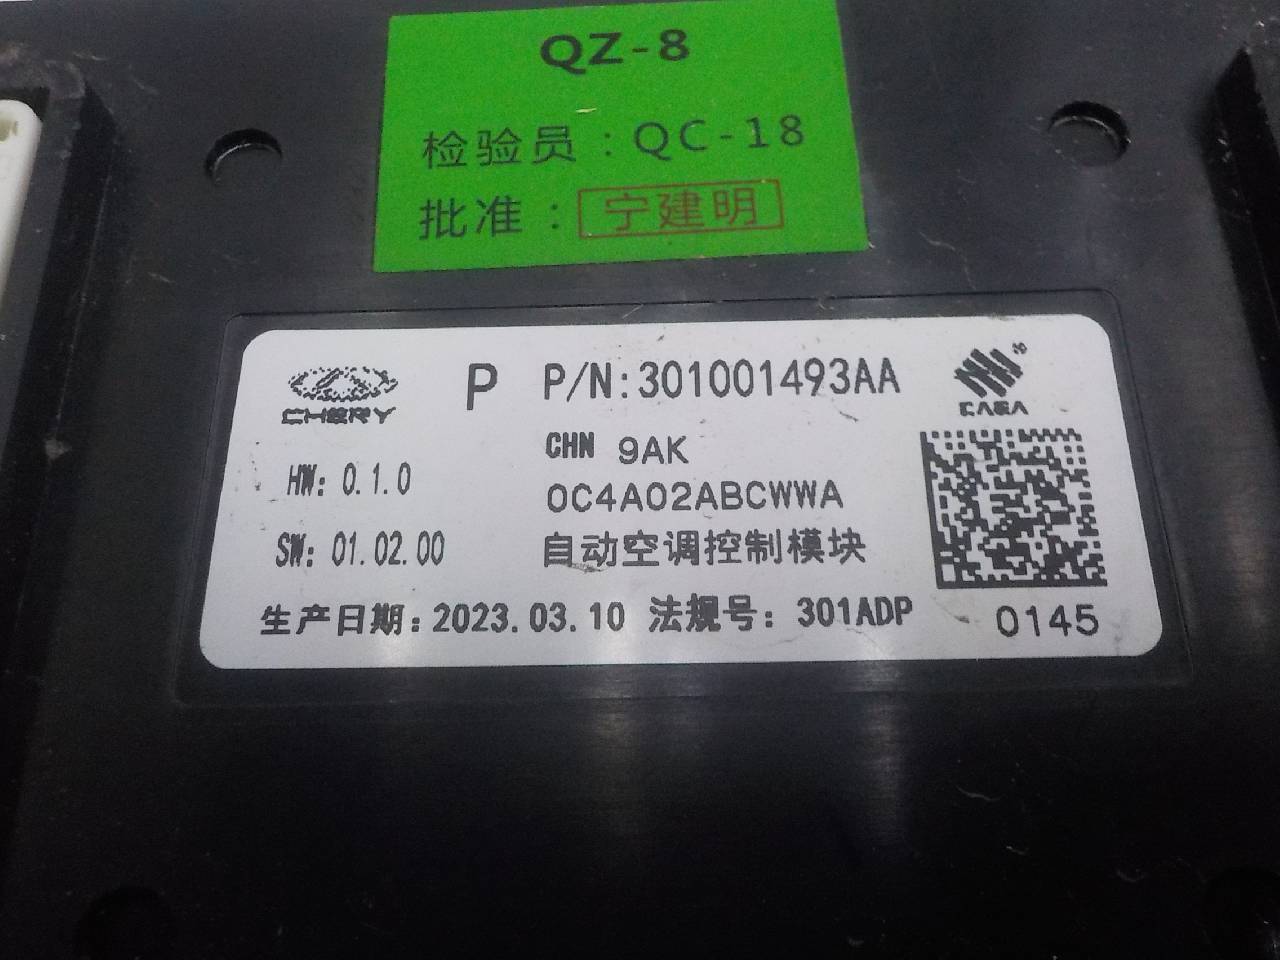 QZ-8
检验员：QC-18
批准：宁建明
P P/N:301001493AA
CHN 9AK
HW: 0.1.0
0C4A02ABCWWA
SW: 01.02.00 自动空调控制模块
生产日期: 2023.03.10 法规号: 301ADP
0145